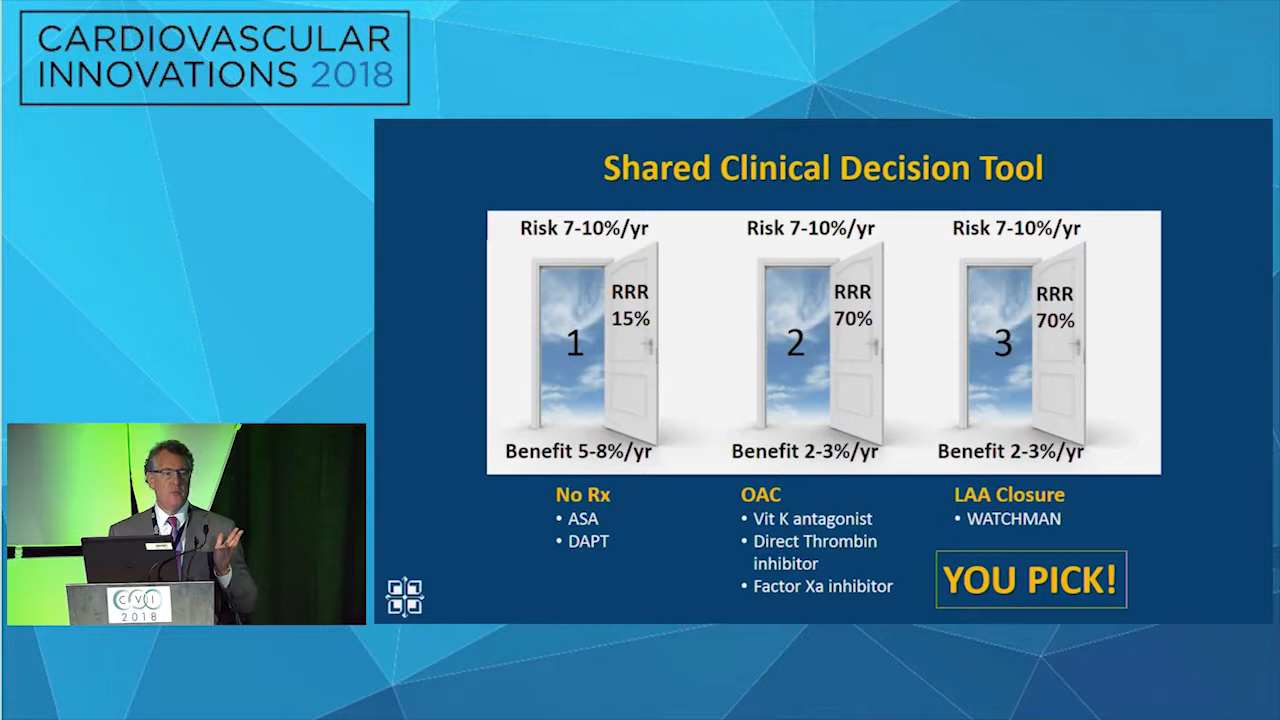 CARDIOVASCULAR
INNOVATIONS 2018
Shared Clinical Decision Tool
Risk 7-10%/yr
Risk 7-10%/yr
Risk 7-10%/yr
RRR
15%
1
RRR
70%
2
RRR
70%
3
Benefit 5-8%/yr
Benefit 2-3%/yr
Benefit 2-3%/yr
No Rx
• ASA
• DAPT
OAC
• Vit K antagonist
• Direct Thrombin
inhibitor
• Factor Xa inhibitor
LAA Closure
• WATCHMAN
YOU PICK!
CVI
2018